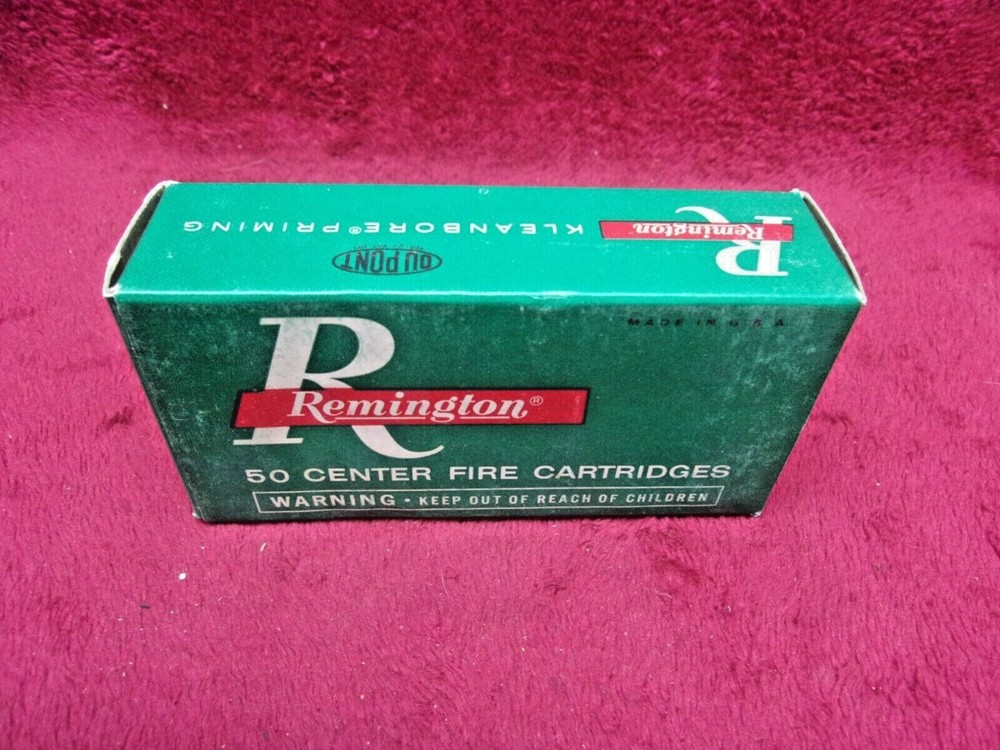 KLEANBORE® PRIMING
R
Remington
DU PONT
MADE IN U.S.A
R
Remington®
50 CENTER FIRE CARTRIDGES
WARNING • KEEP OUT OF REACH OF CHILDREN